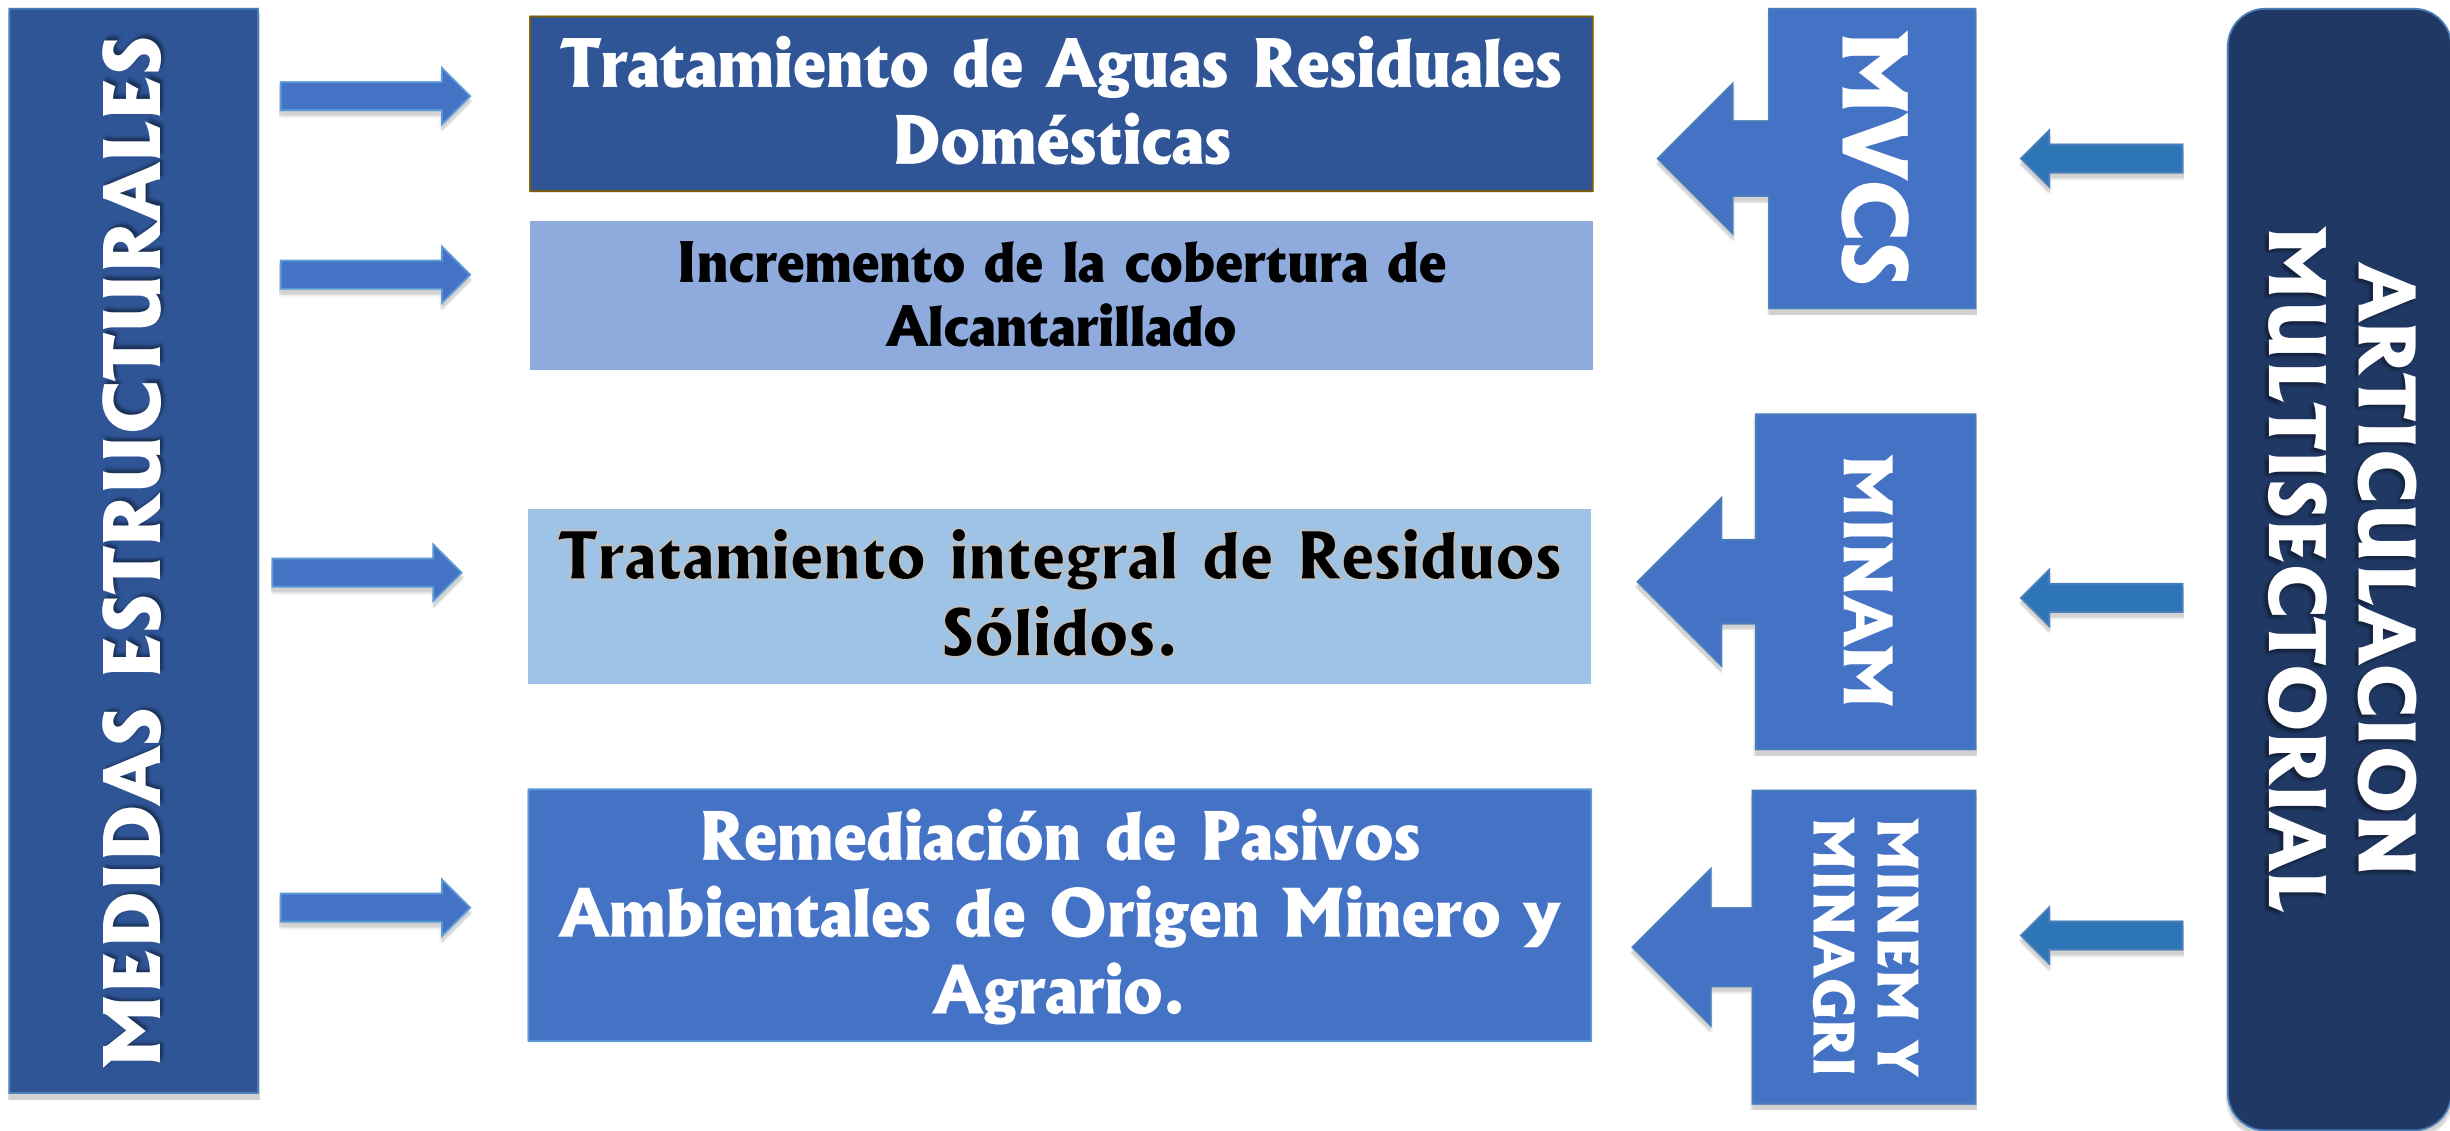 MEDIDAS ESTRUCTURALES
Tratamiento de Aguas Residuales
Domésticas
Incremento de la cobertura de
Alcantarillado
Tratamiento integral de Residuos
Sólidos.
Remediación de Pasivos
Ambientales de Origen Minero y
Agrario.
MVCS
MINAM
MINEM Y
MINAGRI
ARTICULACION
MULTISECTORIAL